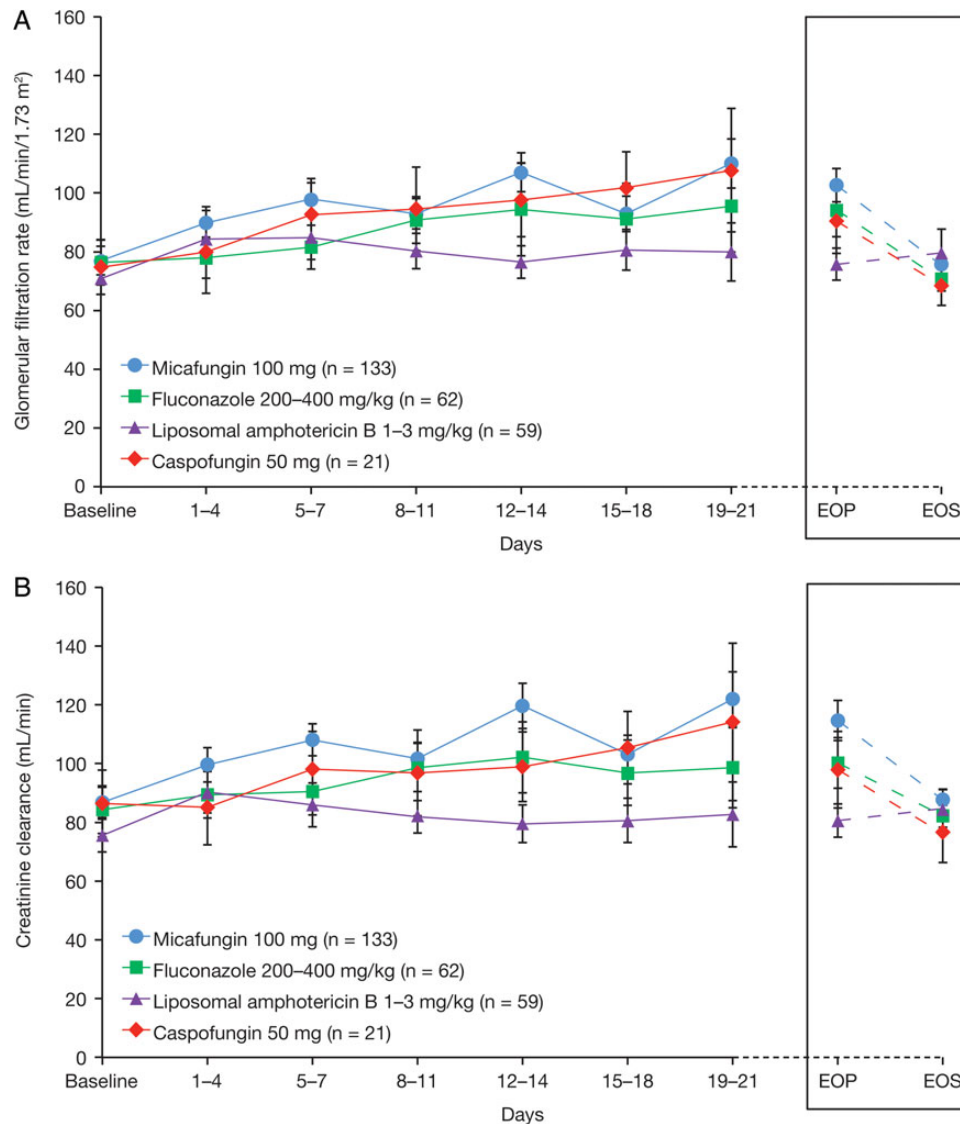 A
Glomerular filtration rate (mL/min/1.73 m²)
160
140
120
100
80
60
40
20
0
Micafungin 100 mg (n = 133)
Fluconazole 200–400 mg/kg (n = 62)
Liposomal amphotericin B 1–3 mg/kg (n = 59)
Caspofungin 50 mg (n = 21)
Baseline 1–4 5–7 8–11 12–14 15–18 19–21 EOP EOS
Days
B
Creatinine clearance (mL/min)
160
140
120
100
80
60
40
20
0
Micafungin 100 mg (n = 133)
Fluconazole 200–400 mg/kg (n = 62)
Liposomal amphotericin B 1–3 mg/kg (n = 59)
Caspofungin 50 mg (n = 21)
Baseline 1–4 5–7 8–11 12–14 15–18 19–21 EOP EOS
Days